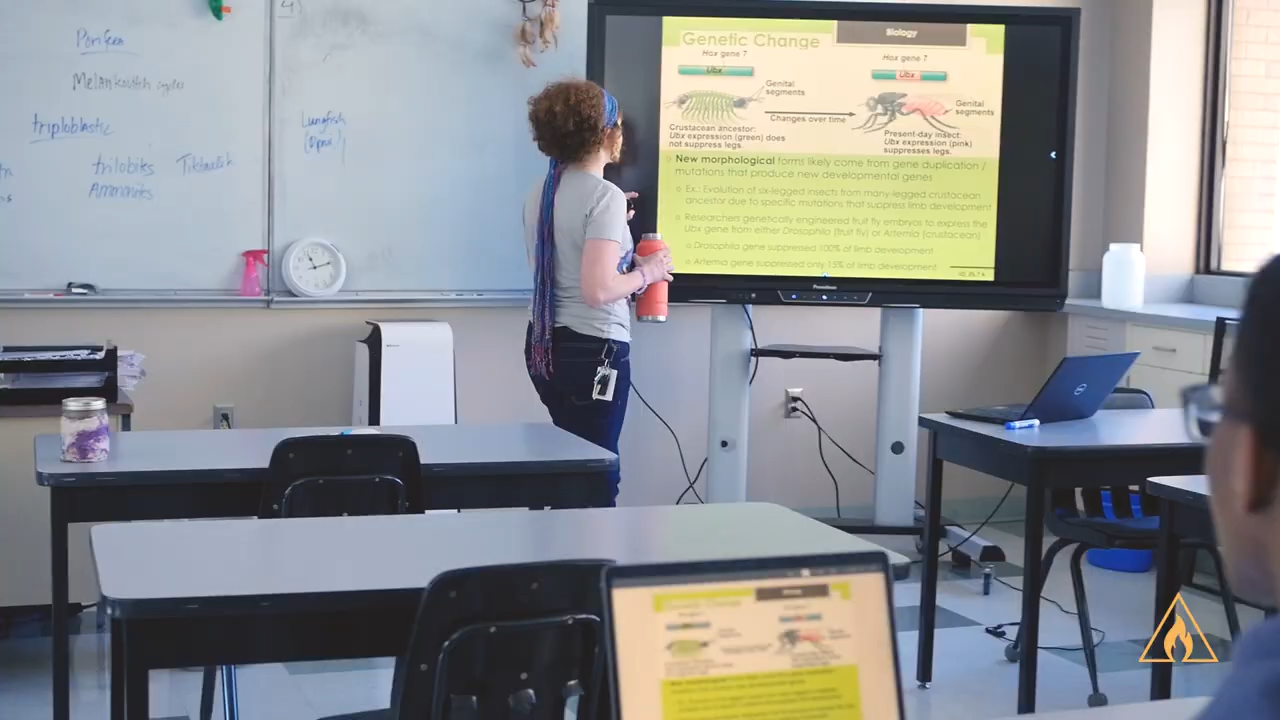 Porifera
triploblastic
trilobites
Ammonites
Lungfish
Genetic Change
Biology
Hox gene 7
Hox gene 7
Ubx
Ubx
Genital
segments
Genital
segments
Changes over time
Crustacean ancestor:
Ubx expression (green) does
not suppress legs.
Present-day insect:
Ubx expression (pink)
suppresses legs.
New morphological forms likely come from gene duplication /
mutations that produce new developmental genes
Ex.: Evolution of six-legged insects from many-legged crustacean
ancestor due to specific mutations that suppress limb development
Researchers genetically engineered fruit fly embryos to express the
Ubx gene from either Drosophila (fruit fly) or Artemia (crustacean)
Drosophila gene suppressed 100% of limb development
Artemia gene suppressed only 15% of limb development
Promethean
DELL